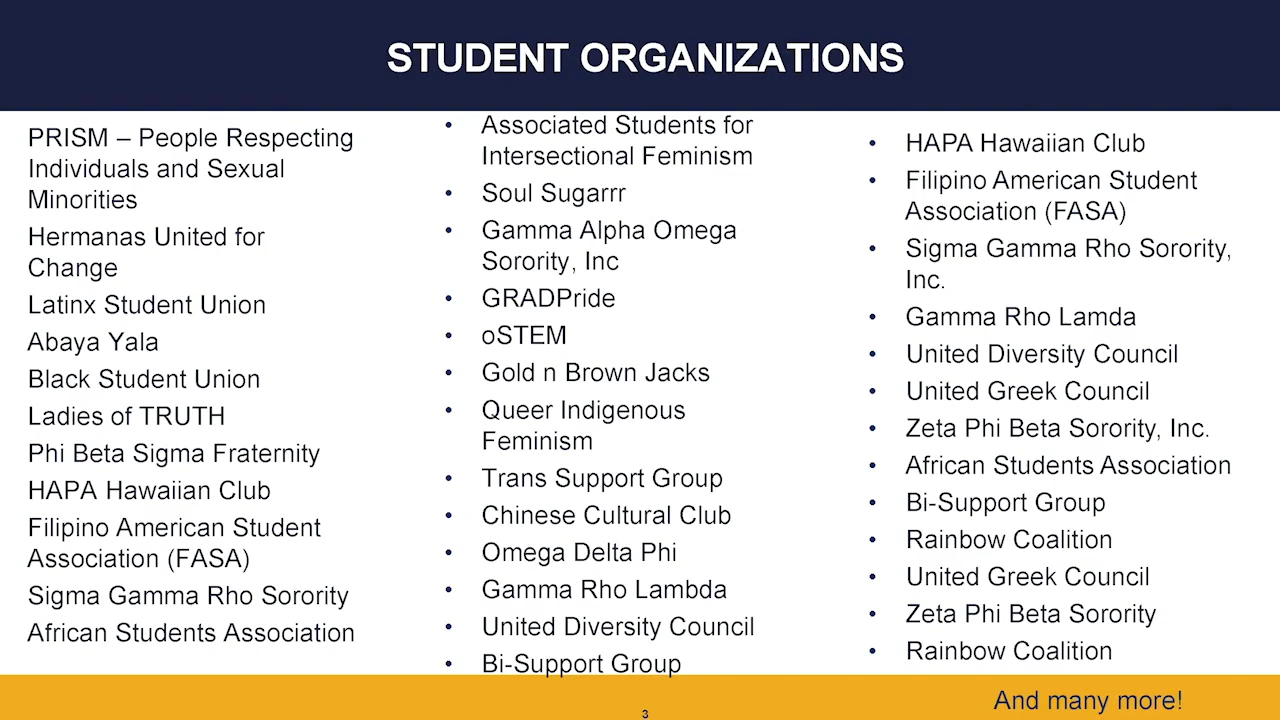 STUDENT ORGANIZATIONS
PRISM – People Respecting
Individuals and Sexual
Minorities
Hermanas United for
Change
Latinx Student Union
Abaya Yala
Black Student Union
Ladies of TRUTH
Phi Beta Sigma Fraternity
HAPA Hawaiian Club
Filipino American Student
Association (FASA)
Sigma Gamma Rho Sorority
African Students Association
• Associated Students for
Intersectional Feminism
• Soul Sugarrr
• Gamma Alpha Omega
Sorority, Inc
• GRADPride
• oSTEM
• Gold n Brown Jacks
• Queer Indigenous
Feminism
• Trans Support Group
• Chinese Cultural Club
• Omega Delta Phi
• Gamma Rho Lambda
• United Diversity Council
• Bi-Support Group
• HAPA Hawaiian Club
• Filipino American Student
Association (FASA)
• Sigma Gamma Rho Sorority,
Inc.
• Gamma Rho Lamda
• United Diversity Council
• United Greek Council
• Zeta Phi Beta Sorority, Inc.
• African Students Association
• Bi-Support Group
• Rainbow Coalition
• United Greek Council
• Zeta Phi Beta Sorority
• Rainbow Coalition
And many more!
3